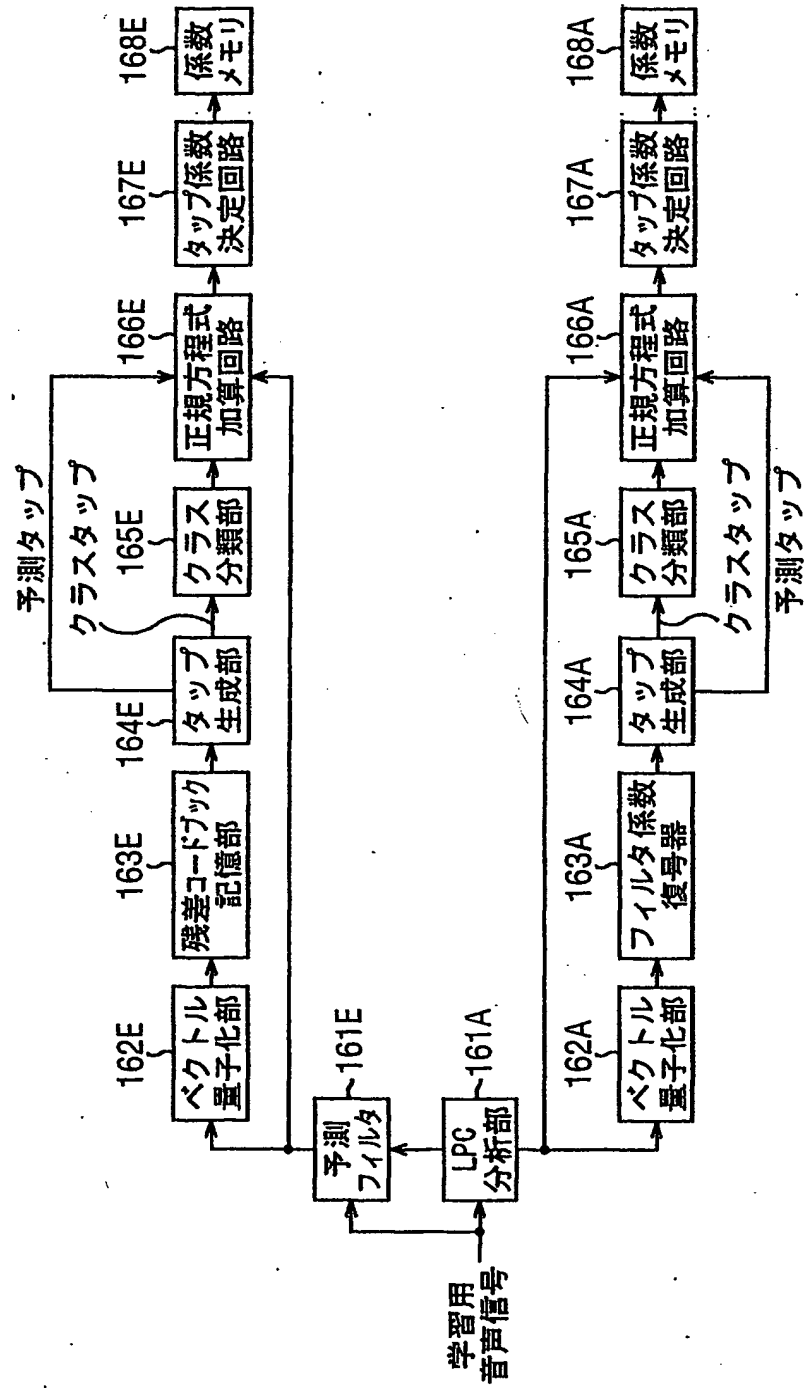 学習用
音声信号
LPC
分析部
161A
予測
フィルタ
161E
162E
ベクトル
量子化部
163E
残差コードブック
記憶部
164E
タップ
生成部
予測タップ
クラスタップ
165E
クラス
分類部
166E
正規方程式
加算回路
167E
タップ係数
決定回路
168E
係数
メモリ
162A
ベクトル
量子化部
163A
フィルタ係数
復号器
164A
タップ
生成部
クラスタップ
予測タップ
165A
クラス
分類部
166A
正規方程式
加算回路
167A
タップ係数
決定回路
168A
係数
メモリ